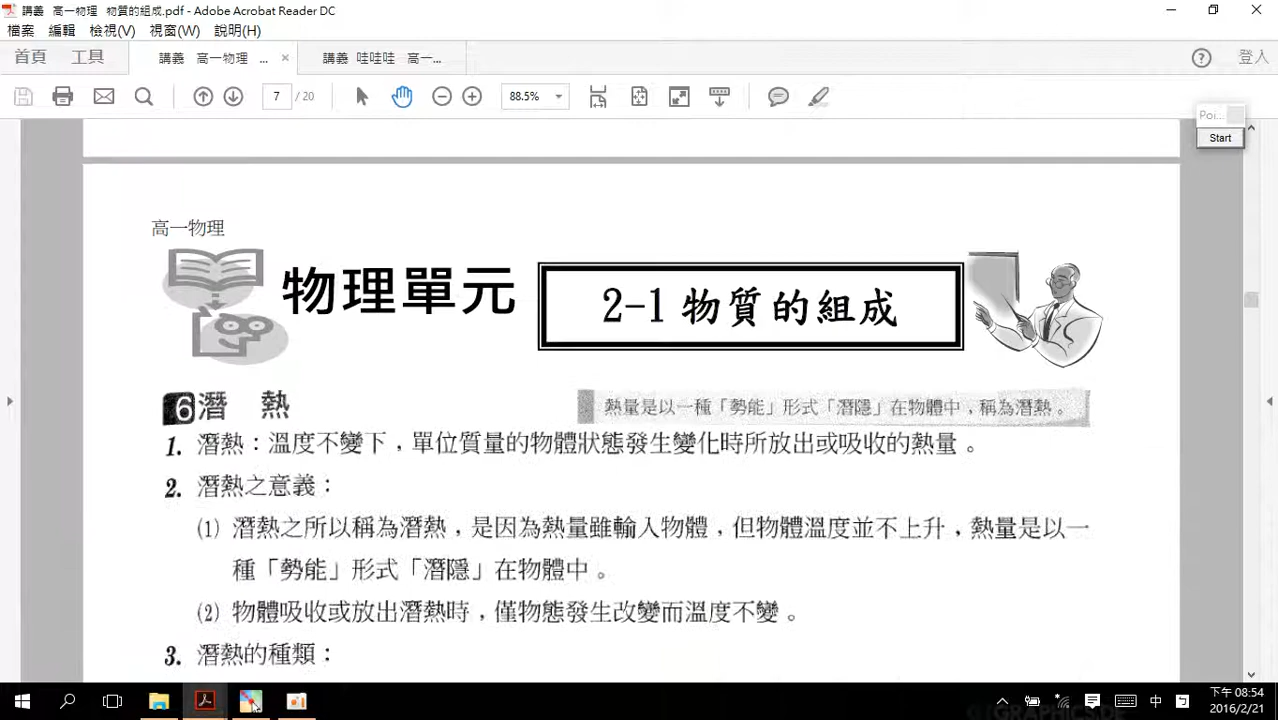 講義 高一物理 物質的組成.pdf - Adobe Acrobat Reader DC
檔案 編輯 檢視(V) 視窗(W) 說明(H)
首頁 工具 講義 高一物理 ... × 講義 哇哇哇 高一... 登入
7 / 20 88.5%
Poi...
Start
高一物理
物理單元 2-1 物質的組成
6 潛 熱 熱量是以一種「勢能」形式「潛隱」在物體中，稱為潛熱。
1. 潛熱：溫度不變下，單位質量的物體狀態發生變化時所放出或吸收的熱量。
2. 潛熱之意義：
(1) 潛熱之所以稱為潛熱，是因為熱量雖輸入物體，但物體溫度並不上升，熱量是以一
種「勢能」形式「潛隱」在物體中。
(2) 物體吸收或放出潛熱時，僅物態發生改變而溫度不變。
3. 潛熱的種類：
中 下午 08:54
2016/2/21